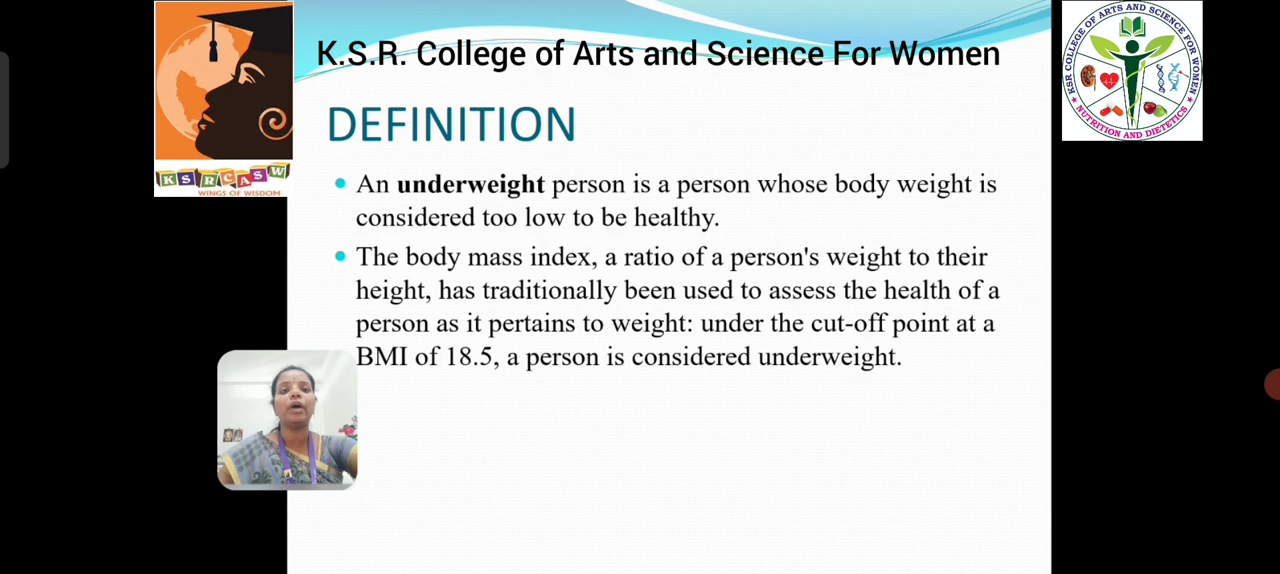 K.S.R. College of Arts and Science For Women
KSRCASW
WINGS OF WISDOM
KSR COLLEGE OF ARTS AND SCIENCE FOR WOMEN
★ NUTRITION AND DIETETICS ★
DEFINITION
• An underweight person is a person whose body weight is
considered too low to be healthy.
• The body mass index, a ratio of a person's weight to their
height, has traditionally been used to assess the health of a
person as it pertains to weight: under the cut-off point at a
BMI of 18.5, a person is considered underweight.